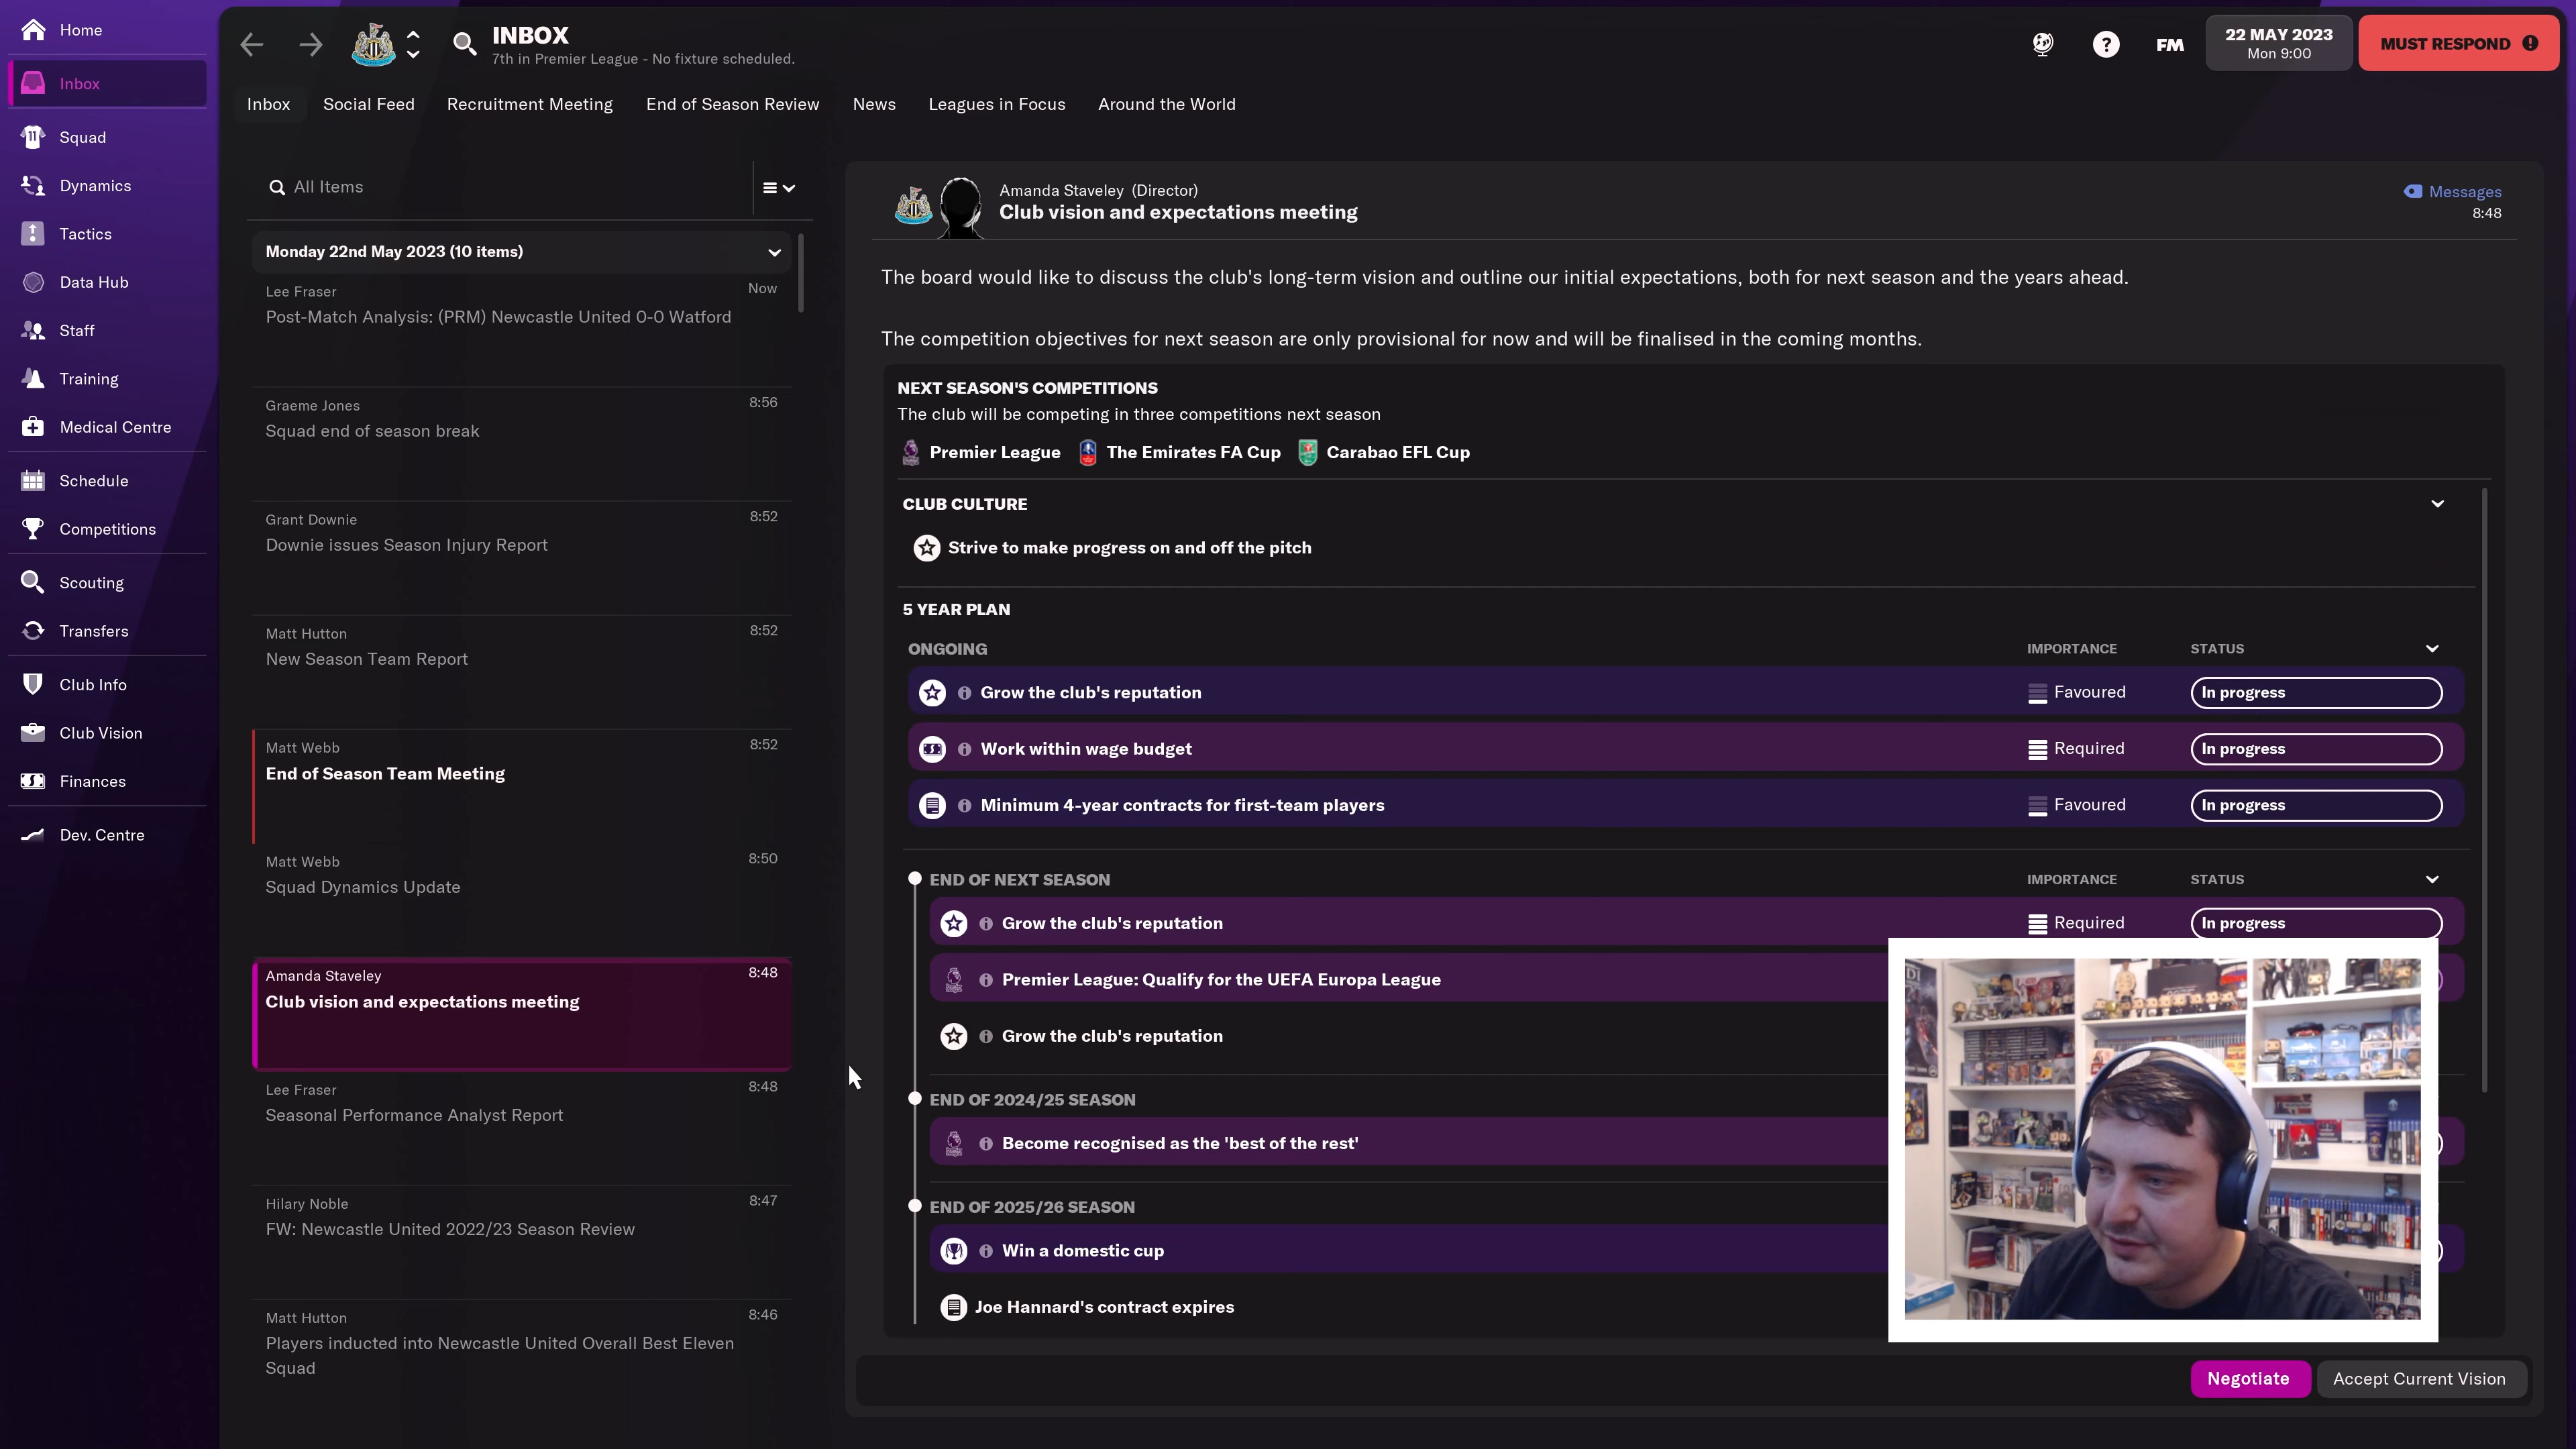 Home
Inbox
Squad
Dynamics
Tactics
Data Hub
Staff
Training
Medical Centre
Schedule
Competitions
Scouting
Transfers
Club Info
Club Vision
Finances
Dev. Centre
INBOX
7th in Premier League - No fixture scheduled.
FM
22 MAY 2023
Mon 9:00
MUST RESPOND
Inbox Social Feed Recruitment Meeting End of Season Review News Leagues in Focus Around the World
All Items
Monday 22nd May 2023 (10 items)
Lee Fraser Now
Post-Match Analysis: (PRM) Newcastle United 0-0 Watford
Graeme Jones 8:56
Squad end of season break
Grant Downie 8:52
Downie issues Season Injury Report
Matt Hutton 8:52
New Season Team Report
Matt Webb 8:52
End of Season Team Meeting
Matt Webb 8:50
Squad Dynamics Update
Amanda Staveley 8:48
Club vision and expectations meeting
Lee Fraser 8:48
Seasonal Performance Analyst Report
Hilary Noble 8:47
FW: Newcastle United 2022/23 Season Review
Matt Hutton 8:46
Players inducted into Newcastle United Overall Best Eleven
Squad
Amanda Staveley (Director)
Club vision and expectations meeting
Messages
8:48
The board would like to discuss the club's long-term vision and outline our initial expectations, both for next season and the years ahead.
The competition objectives for next season are only provisional for now and will be finalised in the coming months.
NEXT SEASON'S COMPETITIONS
The club will be competing in three competitions next season
Premier League The Emirates FA Cup Carabao EFL Cup
CLUB CULTURE
Strive to make progress on and off the pitch
5 YEAR PLAN
ONGOING IMPORTANCE STATUS
Grow the club's reputation Favoured In progress
Work within wage budget Required In progress
Minimum 4-year contracts for first-team players Favoured In progress
END OF NEXT SEASON IMPORTANCE STATUS
Grow the club's reputation Required In progress
Premier League: Qualify for the UEFA Europa League
Grow the club's reputation
END OF 2024/25 SEASON
Become recognised as the 'best of the rest'
END OF 2025/26 SEASON
Win a domestic cup
Joe Hannard's contract expires
Negotiate Accept Current Vision